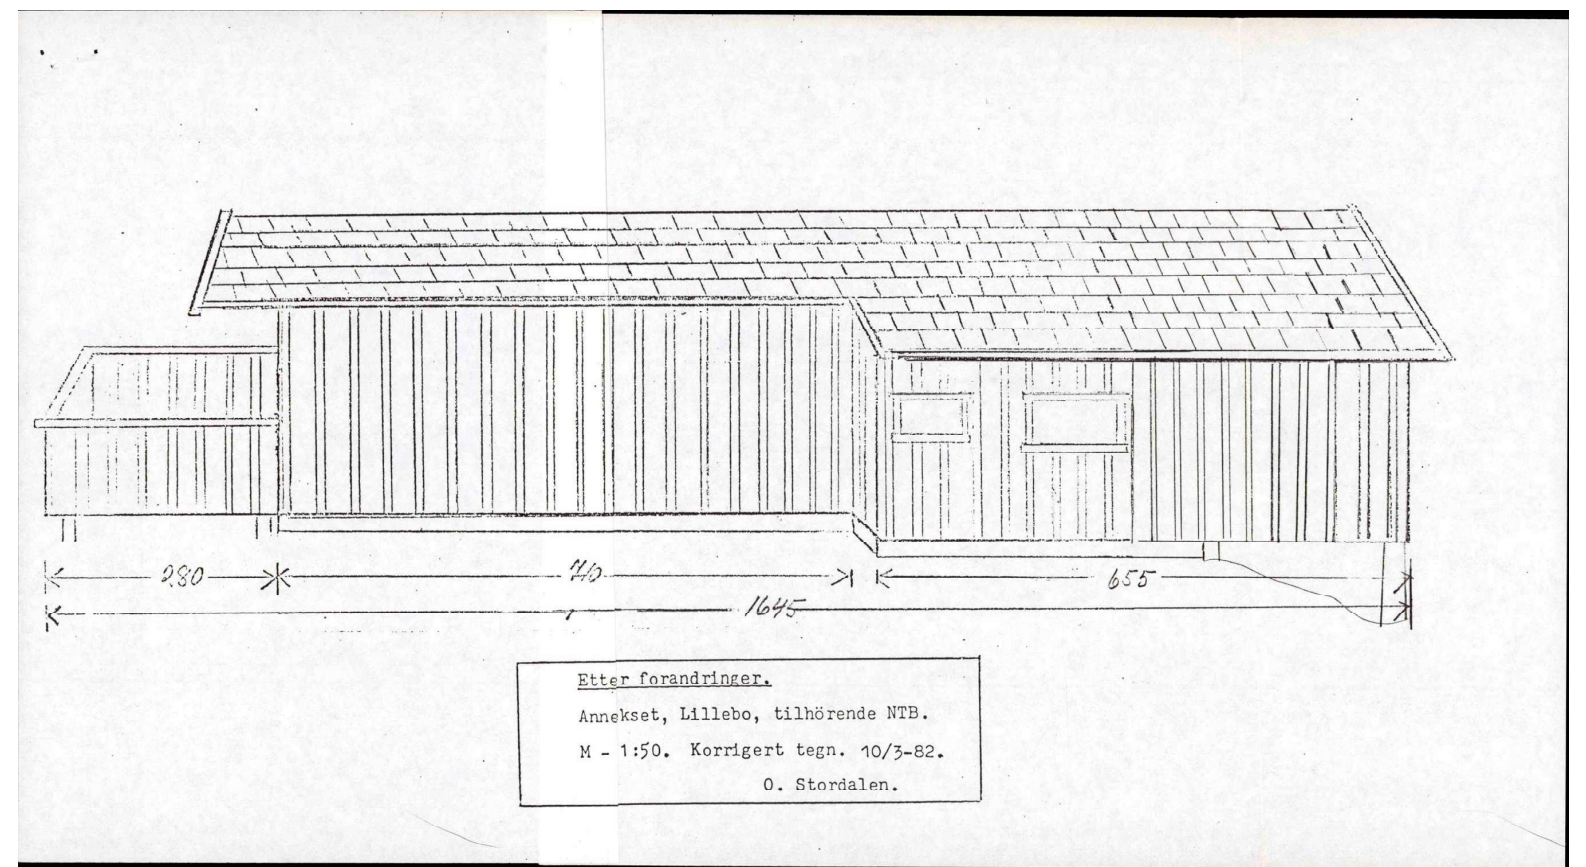 280 710 655
1645
Etter forandringer.
Annekset, Lillebo, tilhörende NTB.
M - 1:50. Korrigert tegn. 10/3-82.
O. Stordalen.